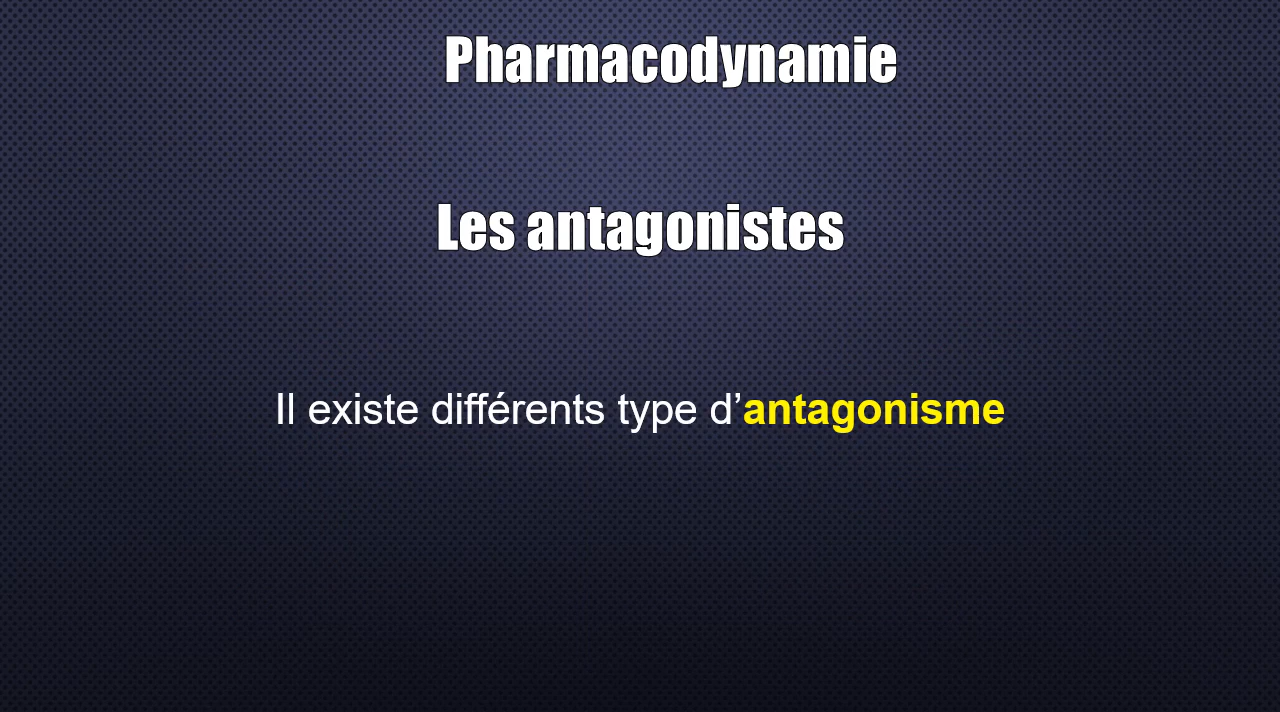 Pharmacodynamie
Les antagonistes
Il existe différents type d’antagonisme